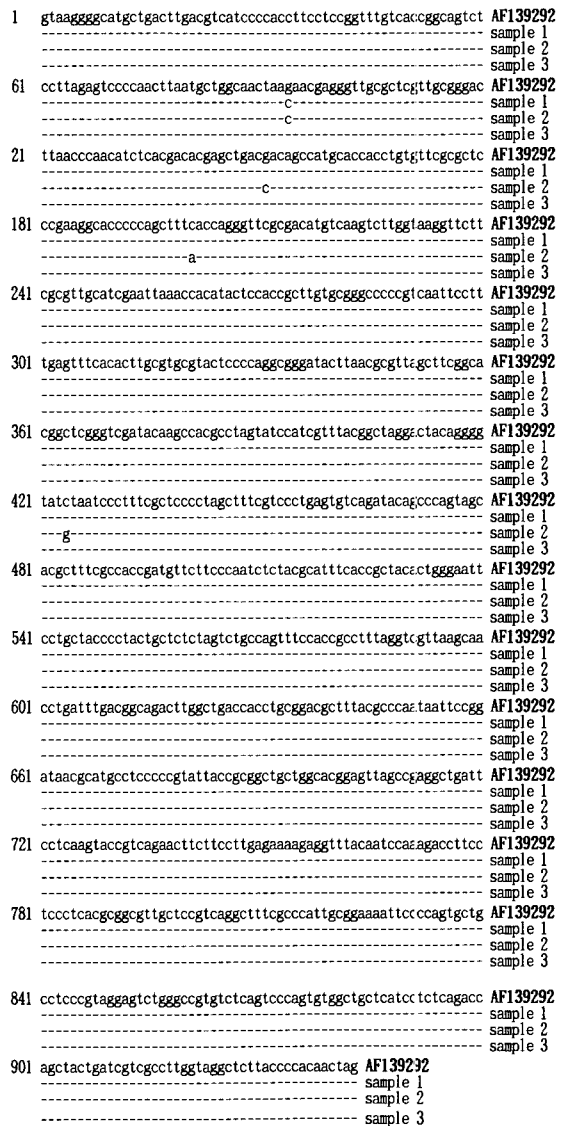 1 gtaaggggcatgctgacttgacgtcatccccaccttcctccggtttgtcaccggcagtct AF139292
------------------------------------------------------------ sample 1
------------------------------------------------------------ sample 2
------------------------------------------------------------ sample 3
61 ccttagagtccccaacttaatgctggcaactaagaacgagggttgcgctcgttgcgggac AF139292
---------------------------------c-------------------------- sample 1
---------------------------------c-------------------------- sample 2
------------------------------------------------------------ sample 3
21 ttaacccaacatctcacgacacgagctgacgacagccatgcaccacctgtgttcgcgctc AF139292
------------------------------------------------------------ sample 1
------------------------------c----------------------------- sample 2
------------------------------------------------------------ sample 3
181 ccgaaggcacccccagctttcaccagggttcgcgacatgtcaagtcttggtaaggttctt AF139292
------------------------------------------------------------ sample 1
--------------------a--------------------------------------- sample 2
------------------------------------------------------------ sample 3
241 cgcgttgcatcgaattaaaccacatactccaccgcttgtgcgggcccccgtcaattcctt AF139292
------------------------------------------------------------ sample 1
------------------------------------------------------------ sample 2
------------------------------------------------------------ sample 3
301 tgagtttcacacttgcgtgcgtactccccaggcgggatacttaacgcgttagcttcggca AF139292
------------------------------------------------------------ sample 1
------------------------------------------------------------ sample 2
------------------------------------------------------------ sample 3
361 cggctcgggtcgatacaagccacgcctagtatccatcgtttacggctaggactacagggg AF139292
------------------------------------------------------------ sample 1
------------------------------------------------------------ sample 2
------------------------------------------------------------ sample 3
421 tatctaatccctttcgctcccctagctttcgtccctgagtgtcagatacagcccagtagc AF139292
------------------------------------------------------------ sample 1
---g-------------------------------------------------------- sample 2
------------------------------------------------------------ sample 3
481 acgctttcgccaccgatgttcttcccaatctctacgcatttcaccgctacactgggaatt AF139292
------------------------------------------------------------ sample 1
------------------------------------------------------------ sample 2
------------------------------------------------------------ sample 3
541 cctgctacccctactgctctctagtctgccagtttccaccgcctttaggtcgttaagcaa AF139292
------------------------------------------------------------ sample 1
------------------------------------------------------------ sample 2
------------------------------------------------------------ sample 3
601 cctgatttgacggcagacttggctgaccacctgcggacgctttacgcccaataattccgg AF139292
------------------------------------------------------------ sample 1
------------------------------------------------------------ sample 2
------------------------------------------------------------ sample 3
661 ataacgcatgcctcccccgtattaccgcggctgctggcacggagttagccgaggctgatt AF139292
------------------------------------------------------------ sample 1
------------------------------------------------------------ sample 2
------------------------------------------------------------ sample 3
721 cctcaagtaccgtcagaacttcttccttgagaaaagaggtttacaatccaaagaccttcc AF139292
------------------------------------------------------------ sample 1
------------------------------------------------------------ sample 2
------------------------------------------------------------ sample 3
781 tccctcacgcggcgttgctccgtcaggctttcgcccattgcggaaaattccccagtgctg AF139292
------------------------------------------------------------ sample 1
------------------------------------------------------------ sample 2
------------------------------------------------------------ sample 3
841 cctcccgtaggagtctgggccgtgtctcagtcccagtgtggctgctcatcctctcagacc AF139292
------------------------------------------------------------ sample 1
------------------------------------------------------------ sample 2
------------------------------------------------------------ sample 3
901 agctactgatcgtcgccttggtaggctcttaccccacaactag AF139292
------------------------------------------- sample 1
------------------------------------------- sample 2
------------------------------------------- sample 3